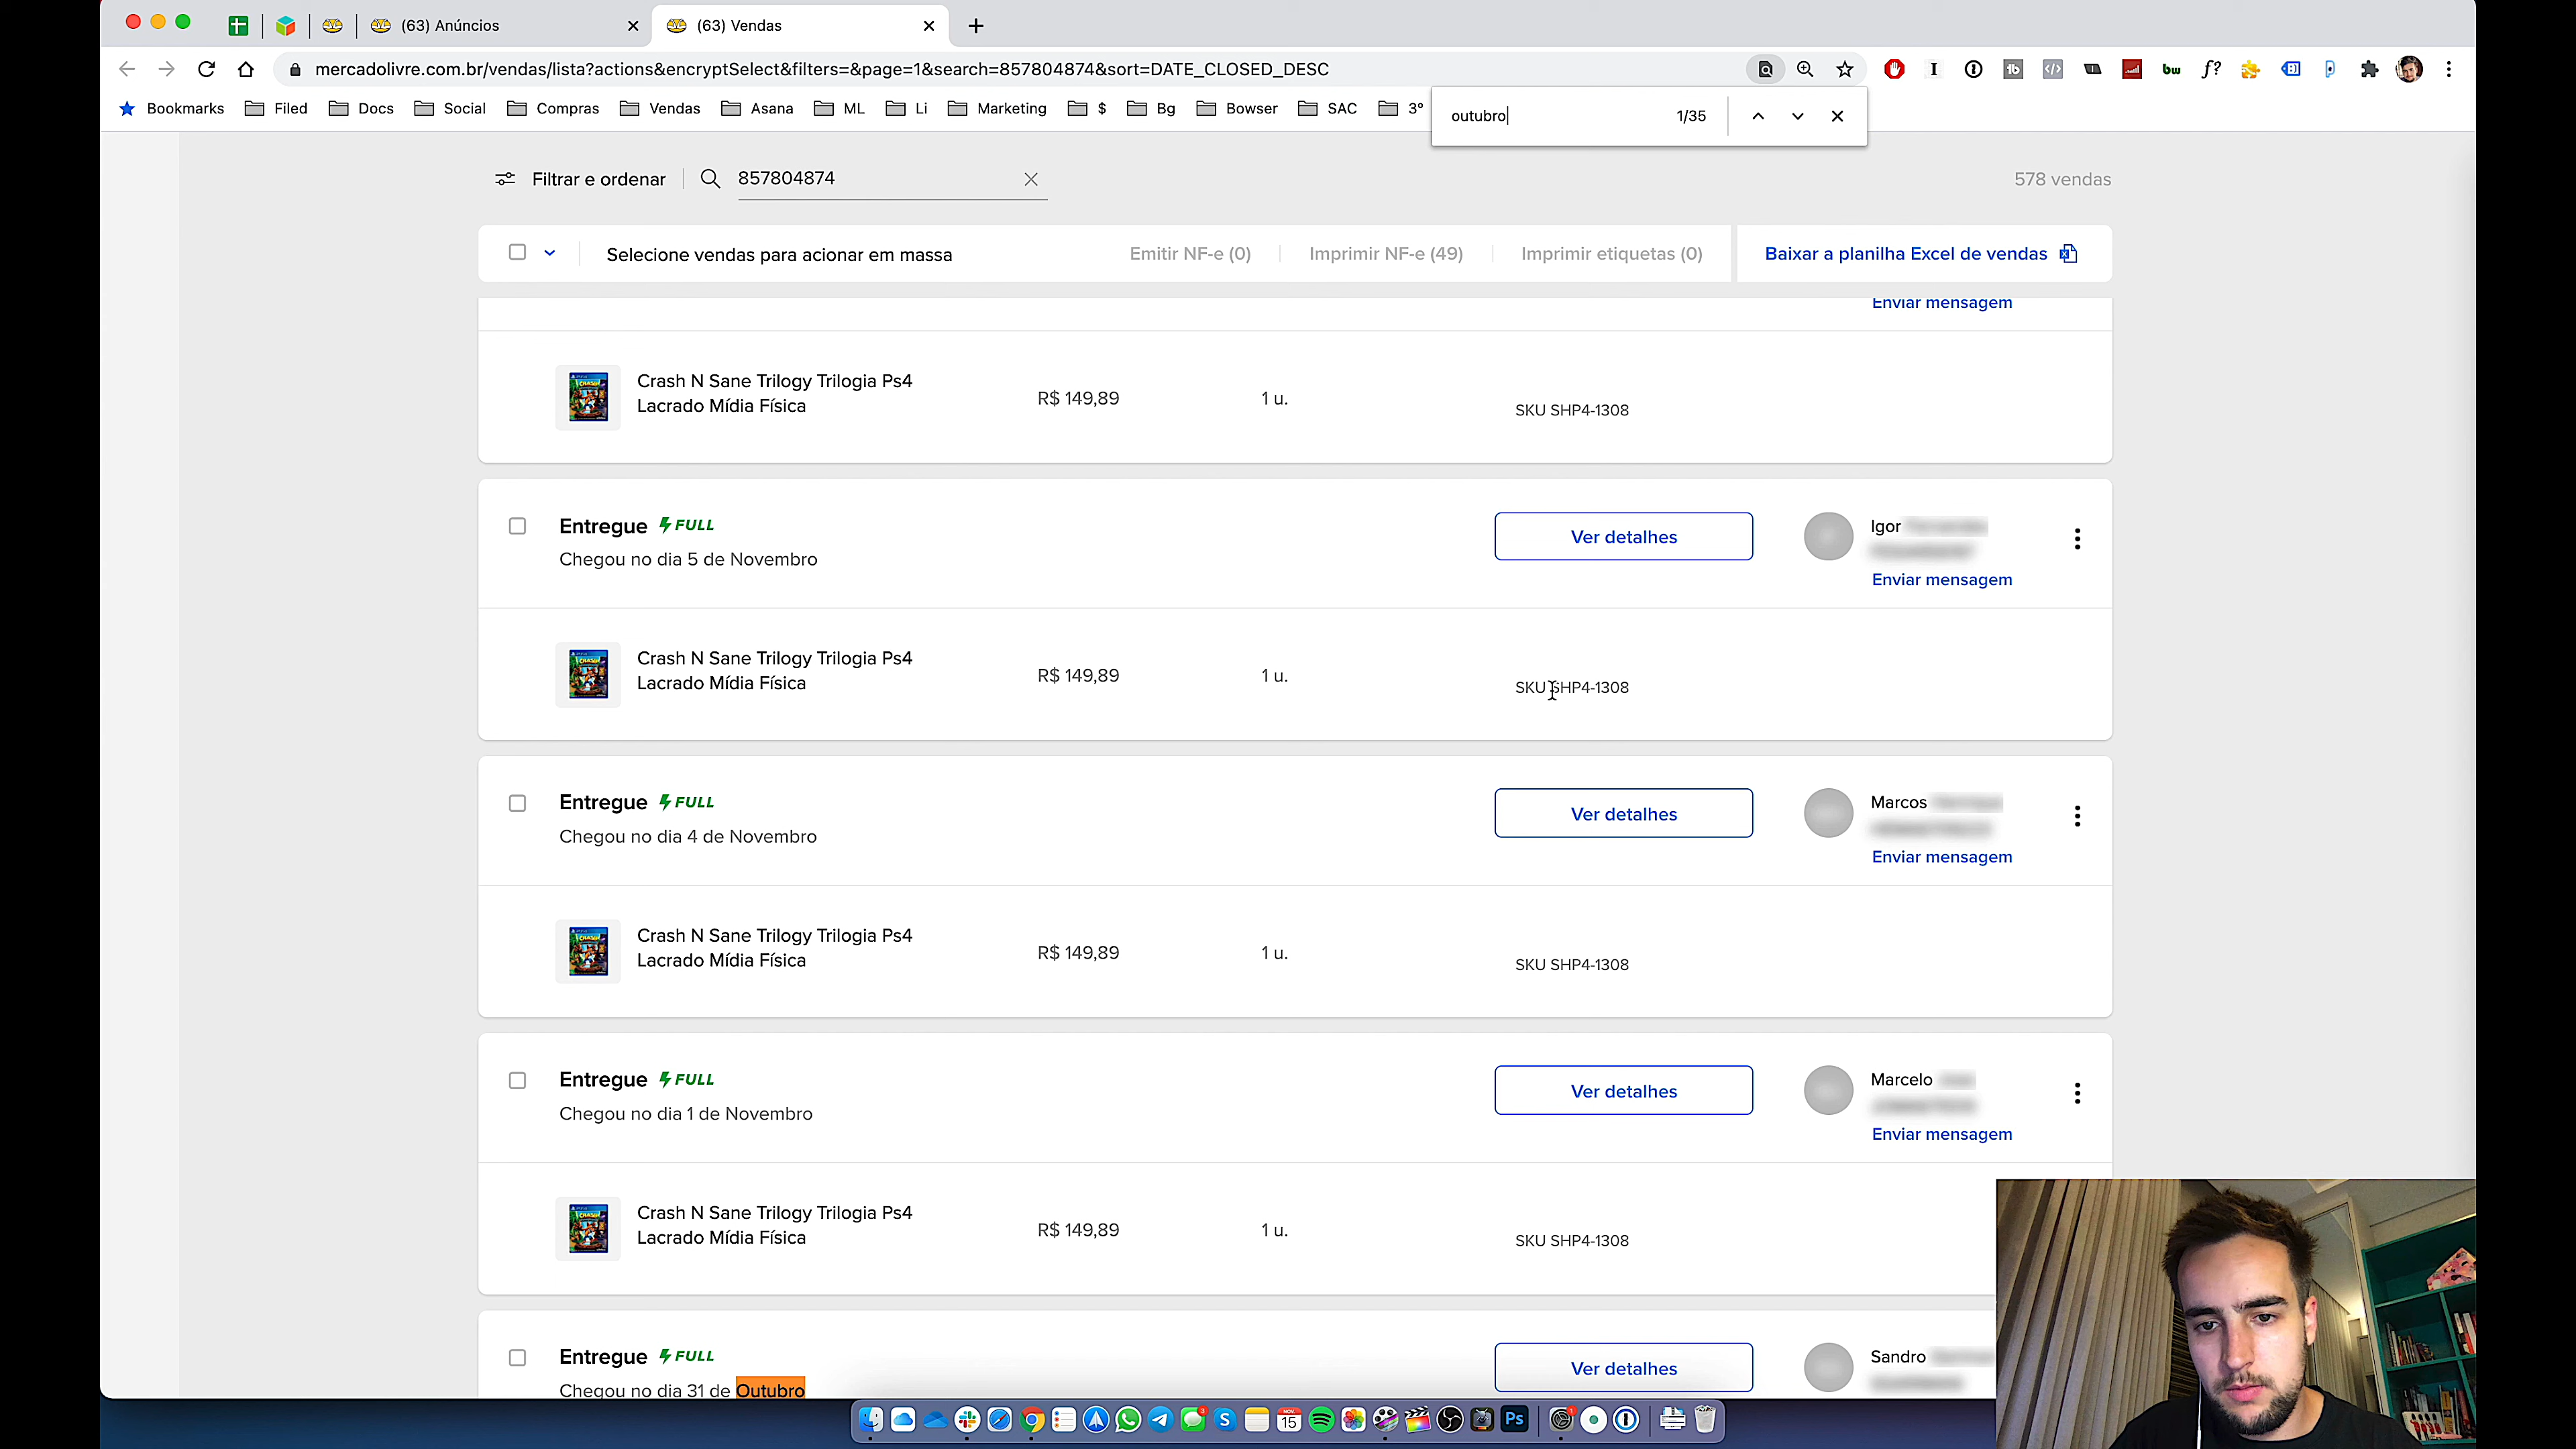 (63) Anúncios
(63) Vendas
mercadolivre.com.br/vendas/lista?actions&encryptSelect&filters=&page=1&search=857804874&sort=DATE_CLOSED_DESC
Bookmarks Filed Docs Social Compras Vendas Asana ML Li Marketing $ Bg Bowser SAC 3º
outubro 1/35
Filtrar e ordenar 857804874 578 vendas
Selecione vendas para acionar em massa Emitir NF-e (0) Imprimir NF-e (49) Imprimir etiquetas (0) Baixar a planilha Excel de vendas
Enviar mensagem
Crash N Sane Trilogy Trilogia Ps4
Lacrado Mídia Física
R$ 149,89 1 u. SKU SHP4-1308
Entregue FULL Ver detalhes Igor
Chegou no dia 5 de Novembro
Enviar mensagem
Crash N Sane Trilogy Trilogia Ps4
Lacrado Mídia Física
R$ 149,89 1 u. SKU SHP4-1308
Entregue FULL Ver detalhes Marcos
Chegou no dia 4 de Novembro
Enviar mensagem
Crash N Sane Trilogy Trilogia Ps4
Lacrado Mídia Física
R$ 149,89 1 u. SKU SHP4-1308
Entregue FULL Ver detalhes Marcelo
Chegou no dia 1 de Novembro
Enviar mensagem
Crash N Sane Trilogy Trilogia Ps4
Lacrado Mídia Física
R$ 149,89 1 u. SKU SHP4-1308
Entregue FULL Ver detalhes Sandro
Chegou no dia 31 de Outubro
NOV.
15
Ps